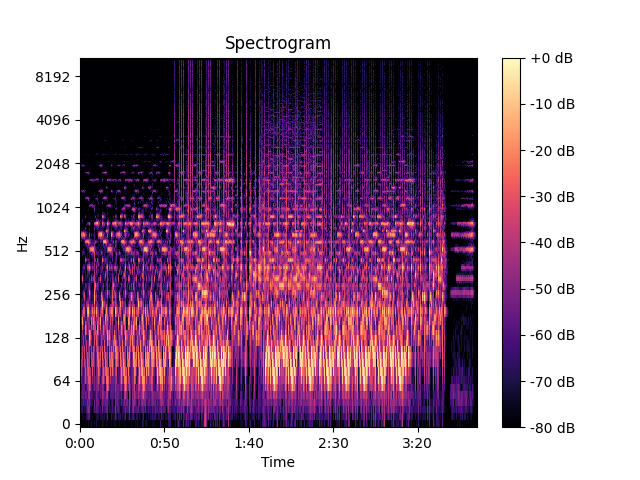 Spectrogram
8192
4096
2048
1024
512
256
128
64
0
Hz
0:00 0:50 1:40 2:30 3:20
Time
+0 dB
-10 dB
-20 dB
-30 dB
-40 dB
-50 dB
-60 dB
-70 dB
-80 dB